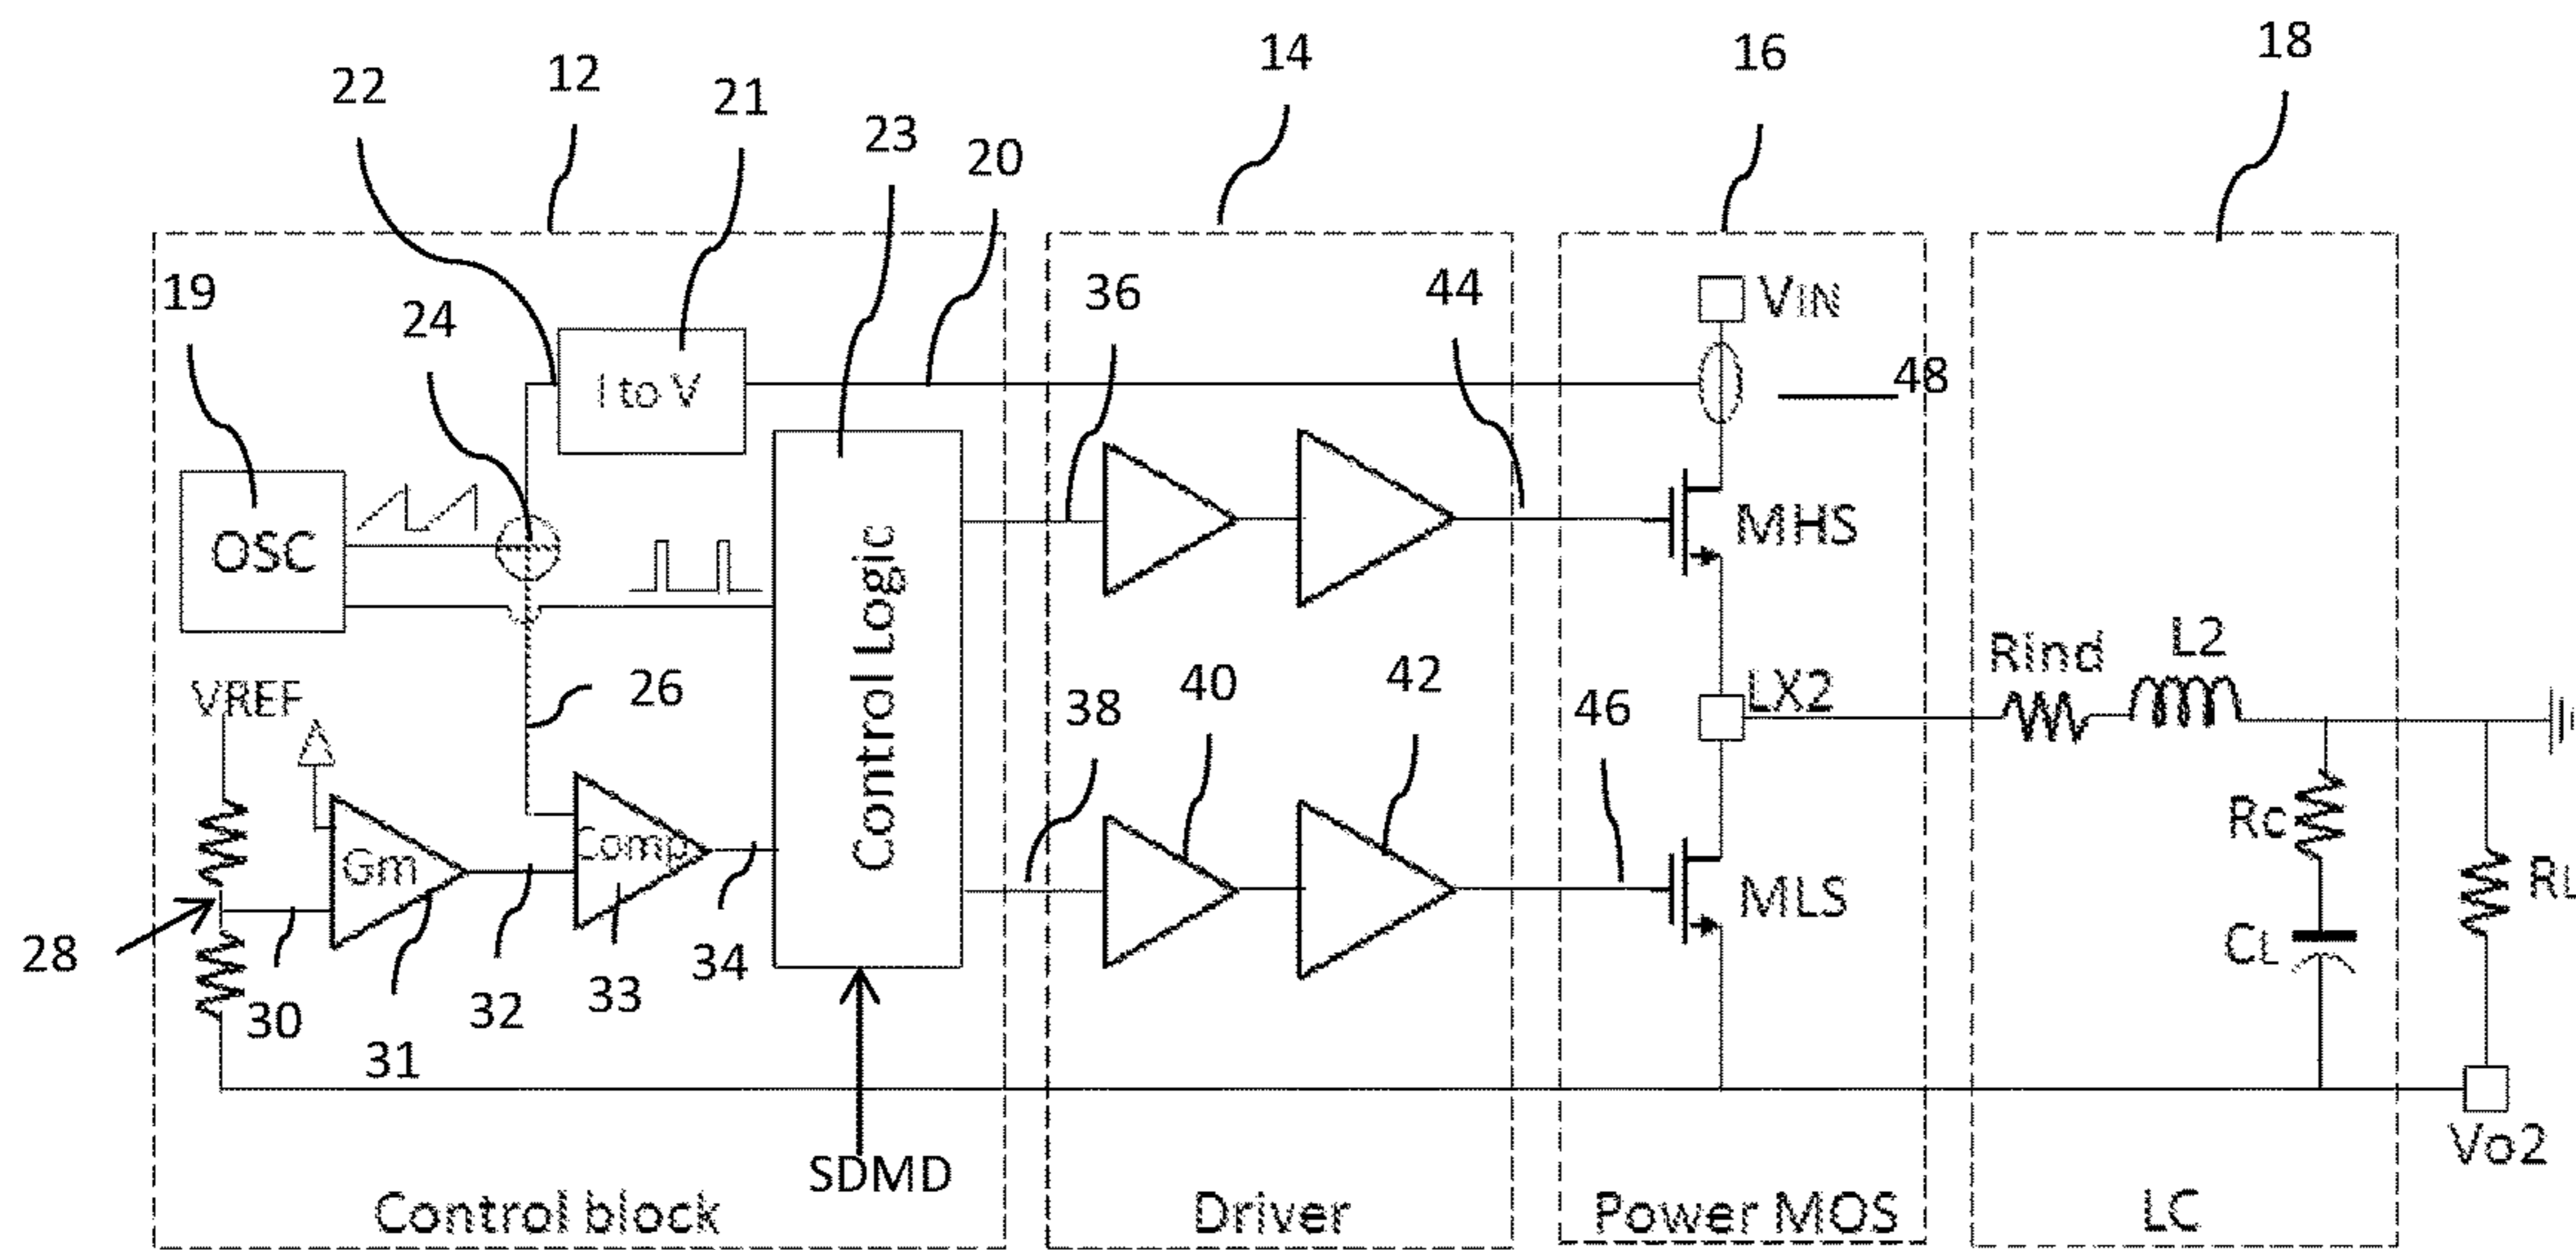 14
16
18
12
22
21
23
20
19
24
36
44
VIN
48
I to V
OSC
MHS
Control Logic
VREF
26
38
40
42
46
LX2
Rind
L2
Gm
Comp
MLS
Rc
RL
CL
28
30
31
32
33
34
SDMD
Vo2
Control block
Driver
Power MOS
LC